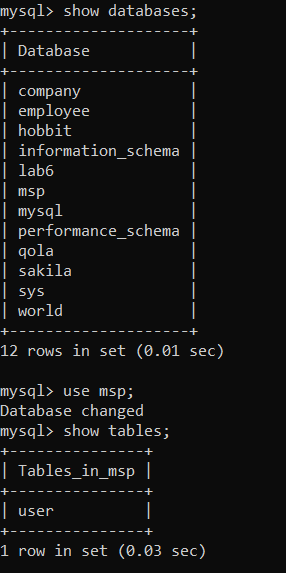 mysql> show databases;
+--------------------+
| Database           |
+--------------------+
| company            |
| employee           |
| hobbit             |
| information_schema |
| lab6               |
| msp                |
| mysql              |
| performance_schema |
| qola               |
| sakila             |
| sys                |
| world              |
+--------------------+
12 rows in set (0.01 sec)

mysql> use msp;
Database changed
mysql> show tables;
+---------------+
| Tables_in_msp |
+---------------+
| user          |
+---------------+
1 row in set (0.03 sec)